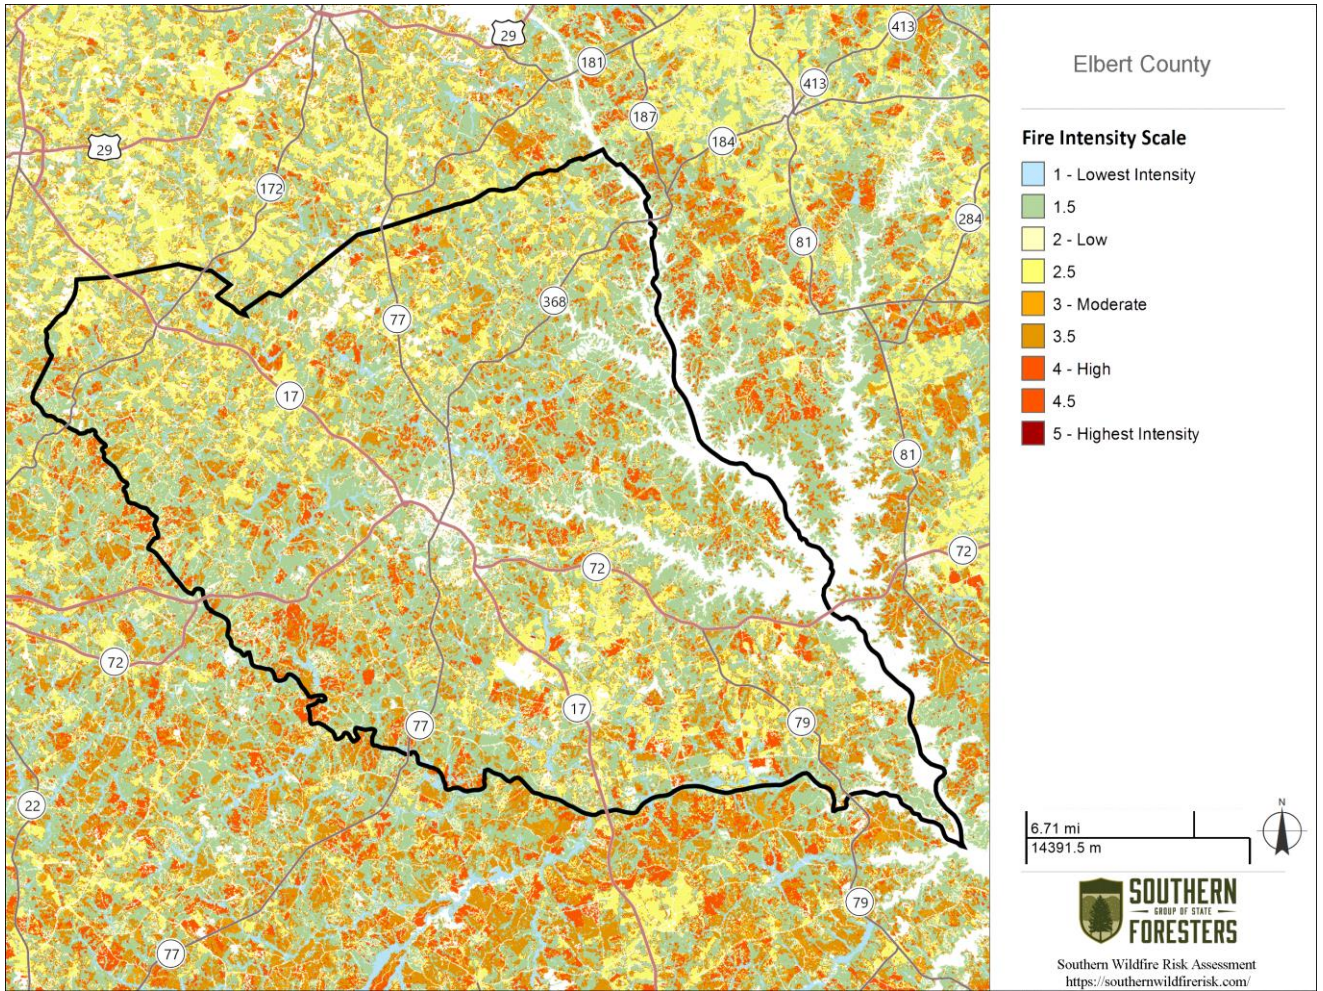 29
413
181
413
187
184
29
172
284
81
368
77
17
81
72
72
72
79
17
77
22
79
77
Elbert County
Fire Intensity Scale
1 - Lowest Intensity
1.5
2 - Low
2.5
3 - Moderate
3.5
4 - High
4.5
5 - Highest Intensity
6.71 mi
14391.5 m
N
SOUTHERN
GROUP OF STATE
FORESTERS
Southern Wildfire Risk Assessment
https://southernwildfirerisk.com/